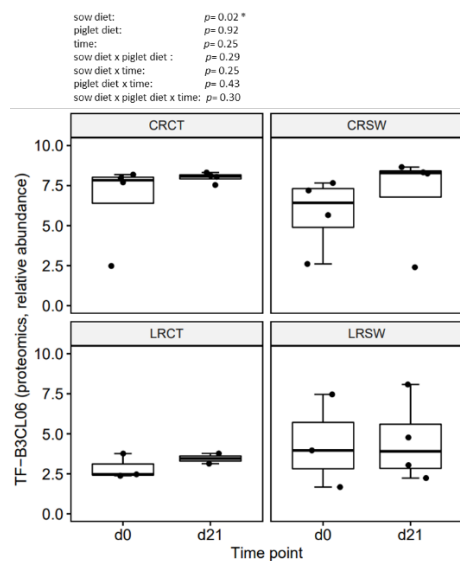 sow diet: p= 0.02 *
piglet diet: p= 0.92
time: p= 0.25
sow diet x piglet diet : p= 0.29
sow diet x time: p= 0.25
piglet diet x time: p= 0.43
sow diet x piglet diet x time: p= 0.30
CRCT CRSW
10.0
7.5
5.0
2.5
0.0
LRCT LRSW
10.0
7.5
5.0
2.5
0.0
TF-B3CL06 (proteomics, relative abundance)
d0 d21 d0 d21
Time point